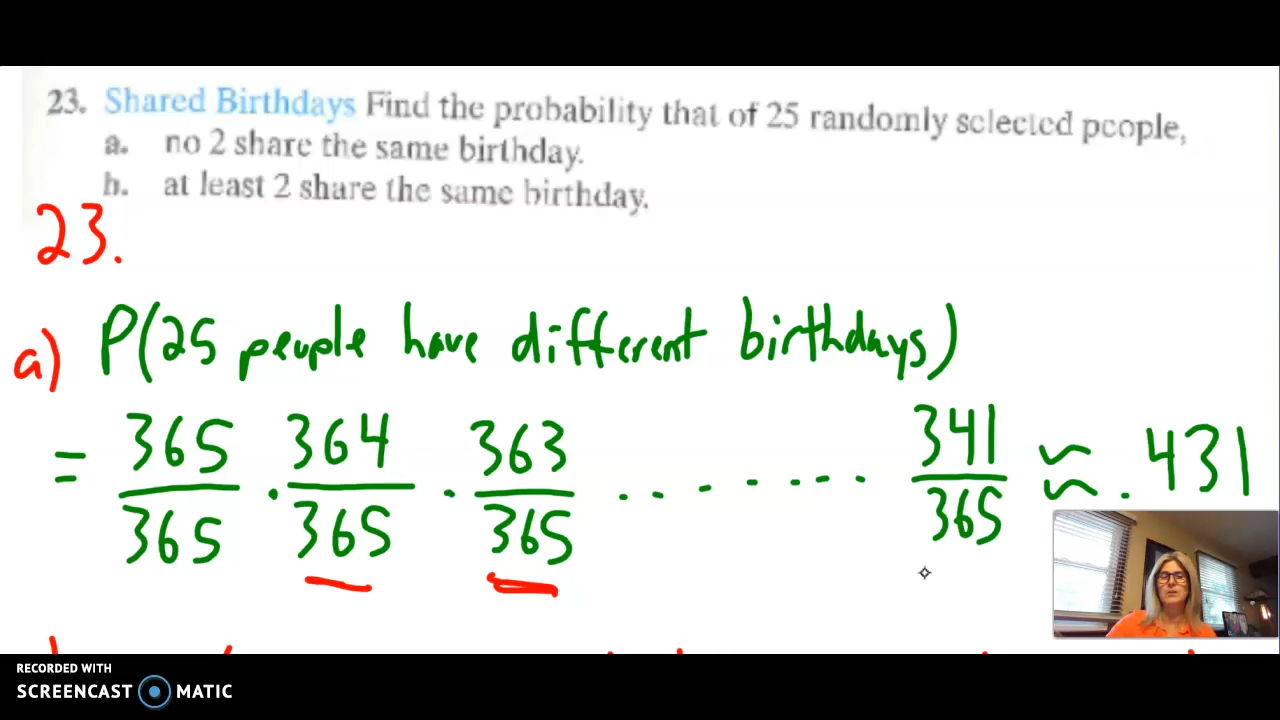 23. Shared Birthdays Find the probability that of 25 randomly selected people,
a. no 2 share the same birthday.
b. at least 2 share the same birthday.
23.
a) P(25 people have different birthdays)
= 365/365 · 364/365 · 363/365 ........ 341/365 ≈ .431
RECORDED WITH
SCREENCAST MATIC